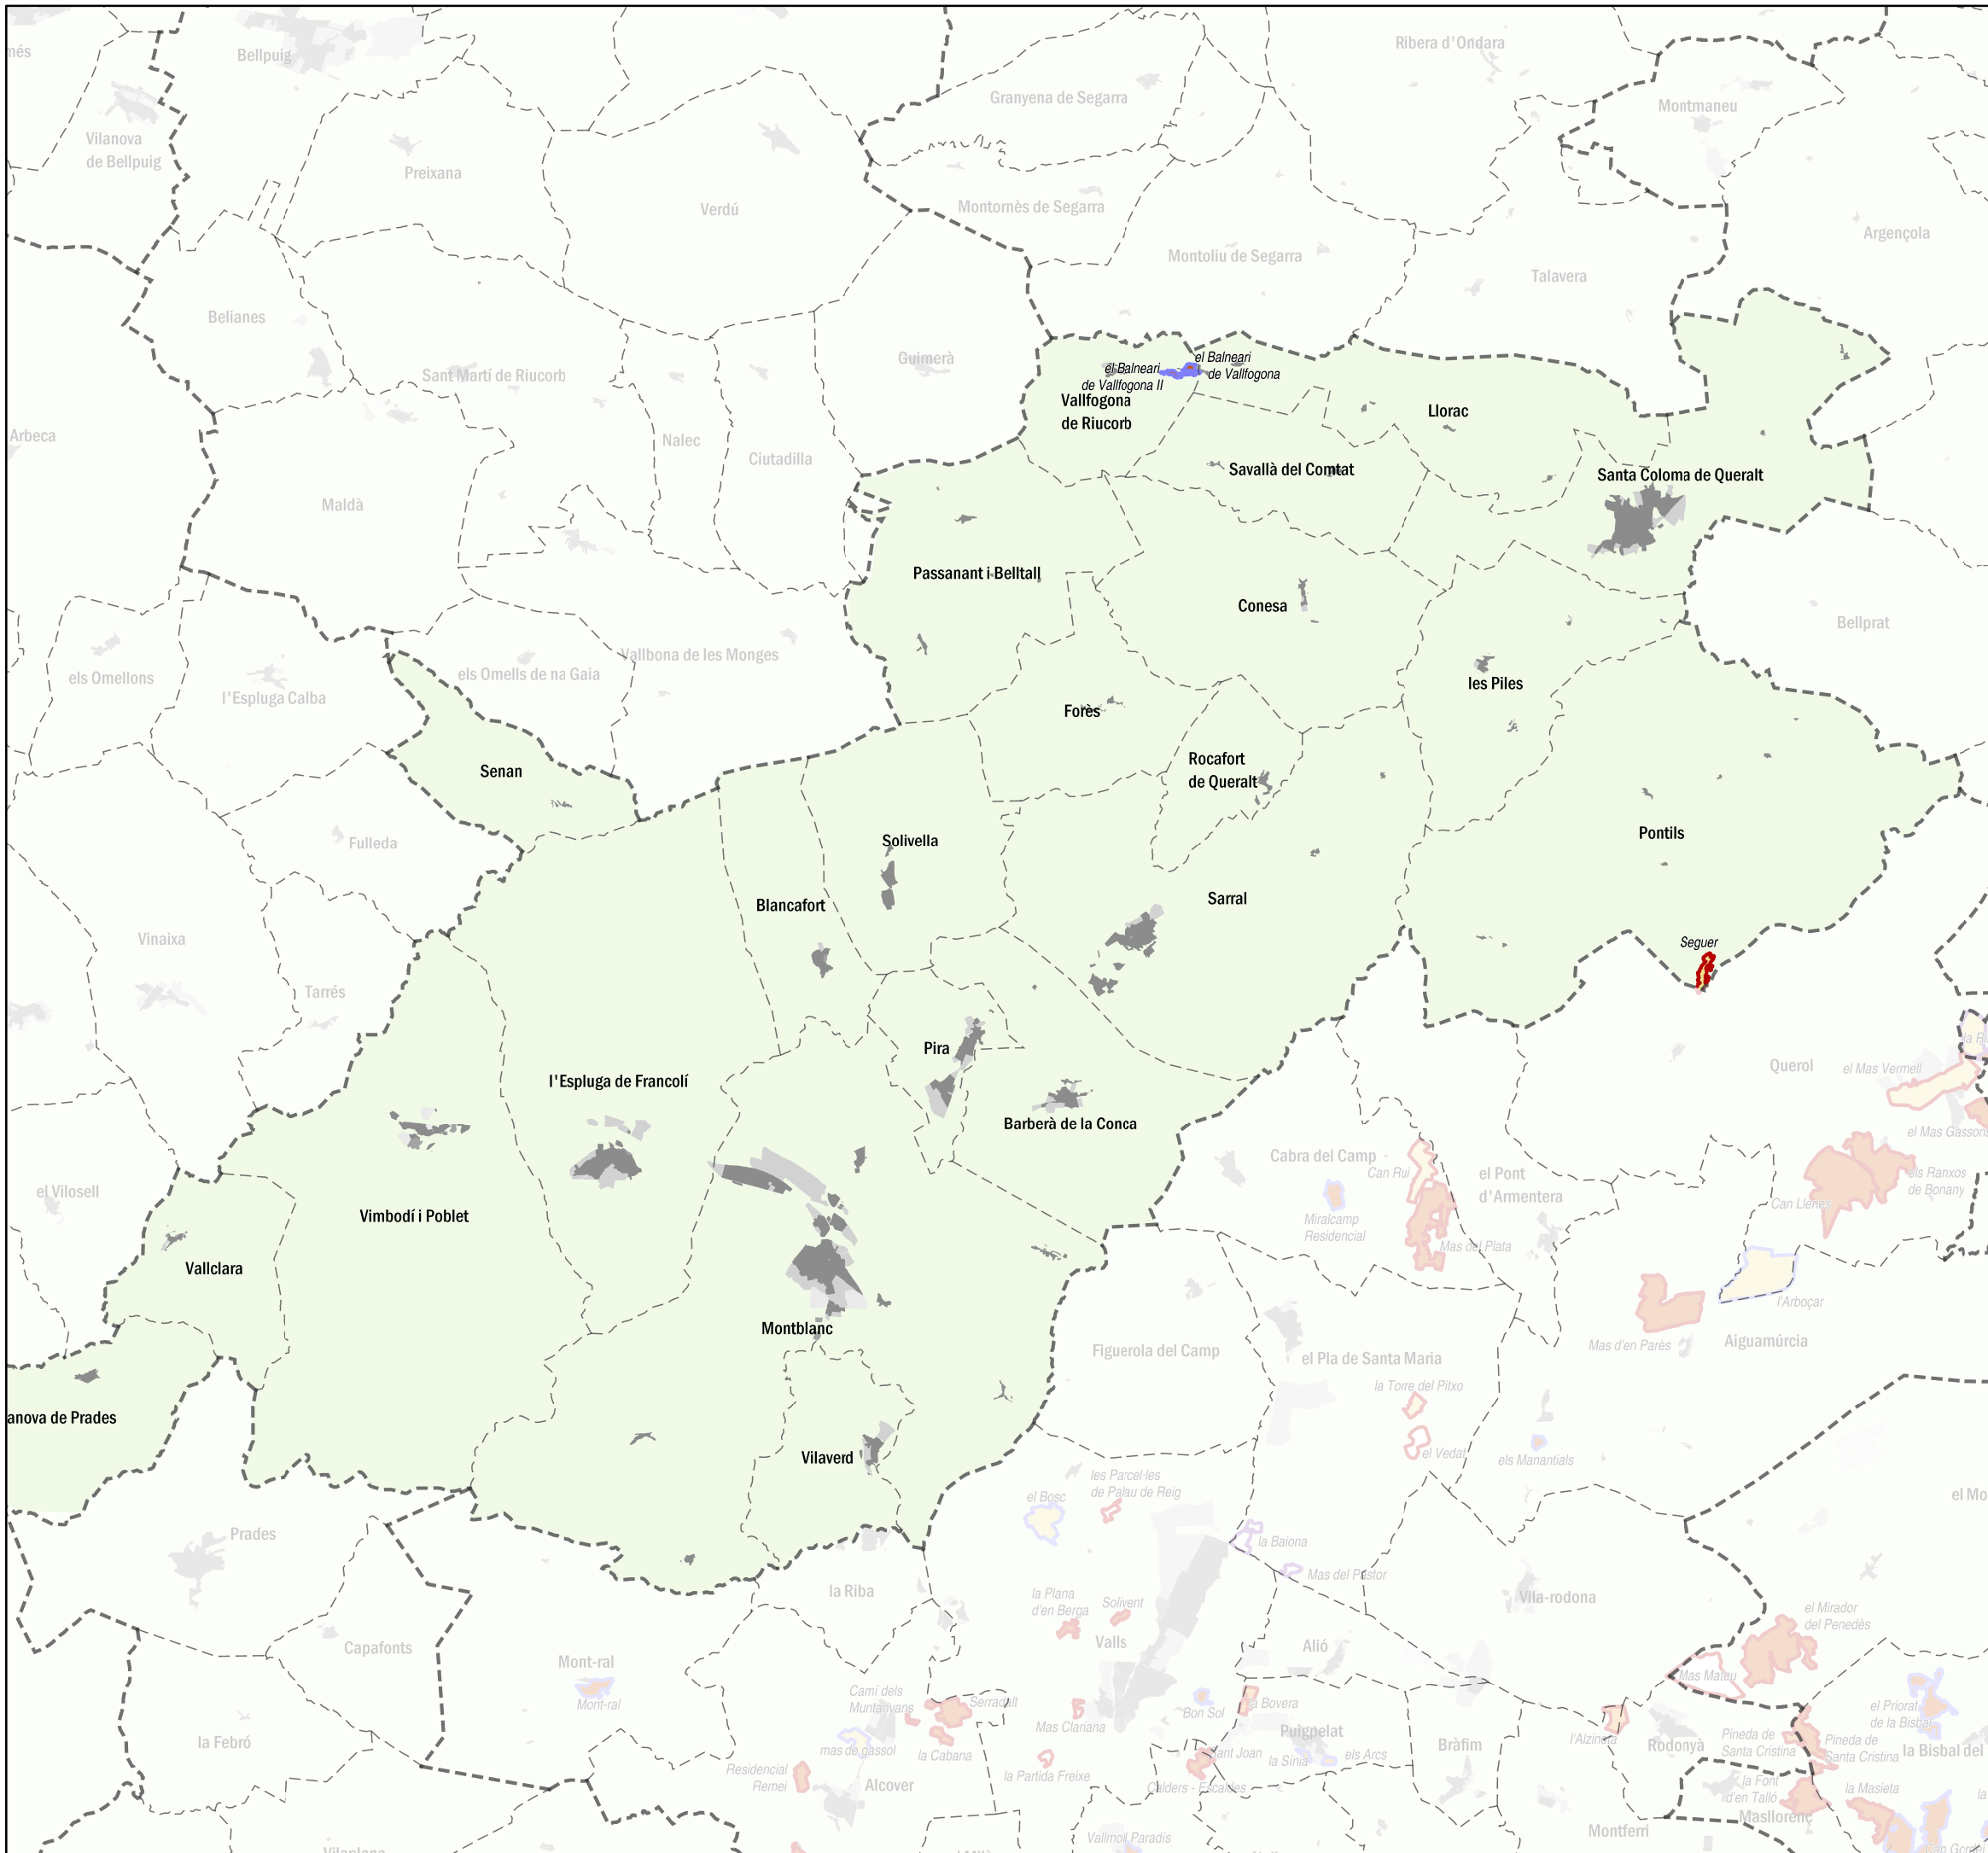 més
Bellpuig
Ribera d'Ondara
Granyena de Segarra
Montmaneu
Vilanova
de Bellpuig
Preixana
Verdú
Montornès de Segarra
Argençola
Montoliu de Segarra
Talavera
Belianes
Guimerà
el Balneari
de Vallfogona
el Balneari
de Vallfogona II
Sant Martí de Riucorb
Vallfogona
de Riucorb
Llorac
Arbeca
Nalec
Ciutadilla
Savallà del Comtat
Santa Coloma de Queralt
Maldà
Passanant i Belltall
Conesa
Bellprat
els Omellons
l'Espluga Calba
els Omells de na Gaia
Vallbona de les Monges
les Piles
Forès
Senan
Rocafort
de Queralt
Fulleda
Solivella
Pontils
Blancafort
Sarral
Vinaixa
Seguer
Tarrés
Pira
Querol
el Mas Vermell
l'Espluga de Francolí
Barberà de la Conca
el Mas Gassons
Cabra del Camp
Can Rui
el Pont
d'Armentera
els Ranxos
de Bonany
Can Llenes
el Vilosell
Vimbodí i Poblet
Miralcamp
Residencial
Mas del Plata
Vallclara
l'Arboçar
Montblanc
Figuerola del Camp
el Pla de Santa Maria
Mas d'en Parès
Aiguamúrcia
la Torre del Pitxo
anova de Prades
Vilaverd
el Vedat
els Manantials
les Parcel·les
de Palau de Reig
el Bosc
el Mo
Prades
la Baiona
Mas del Pastor
la Riba
la Plana
d'en Berga
Solivent
Vila-rodona
el Mirador
del Penedès
Capafonts
Valls
Alió
Mont-ral
Mont-ral
Mas Mateu
Camí dels
Muntanyans
Serradalt
la Bovera
Bon Sol
Mas Clariana
Puigpelat
el Priorat
de la Bisbal
la Febró
mas de gassol
la Cabana
Sant Joan
la Sínia
els Arcs
Bràfim
l'Alzineta
Rodonyà
Pineda de
Santa Cristina
Pineda de
Santa Cristina
la Bisbal del
Residencial
Remei
Alcover
la Partida Freixe
Calders - Escaldes
la Font
d'en Talló
la Masieta
Masllorenç
Montferri
Vallmoll Paradís
Vilaplana